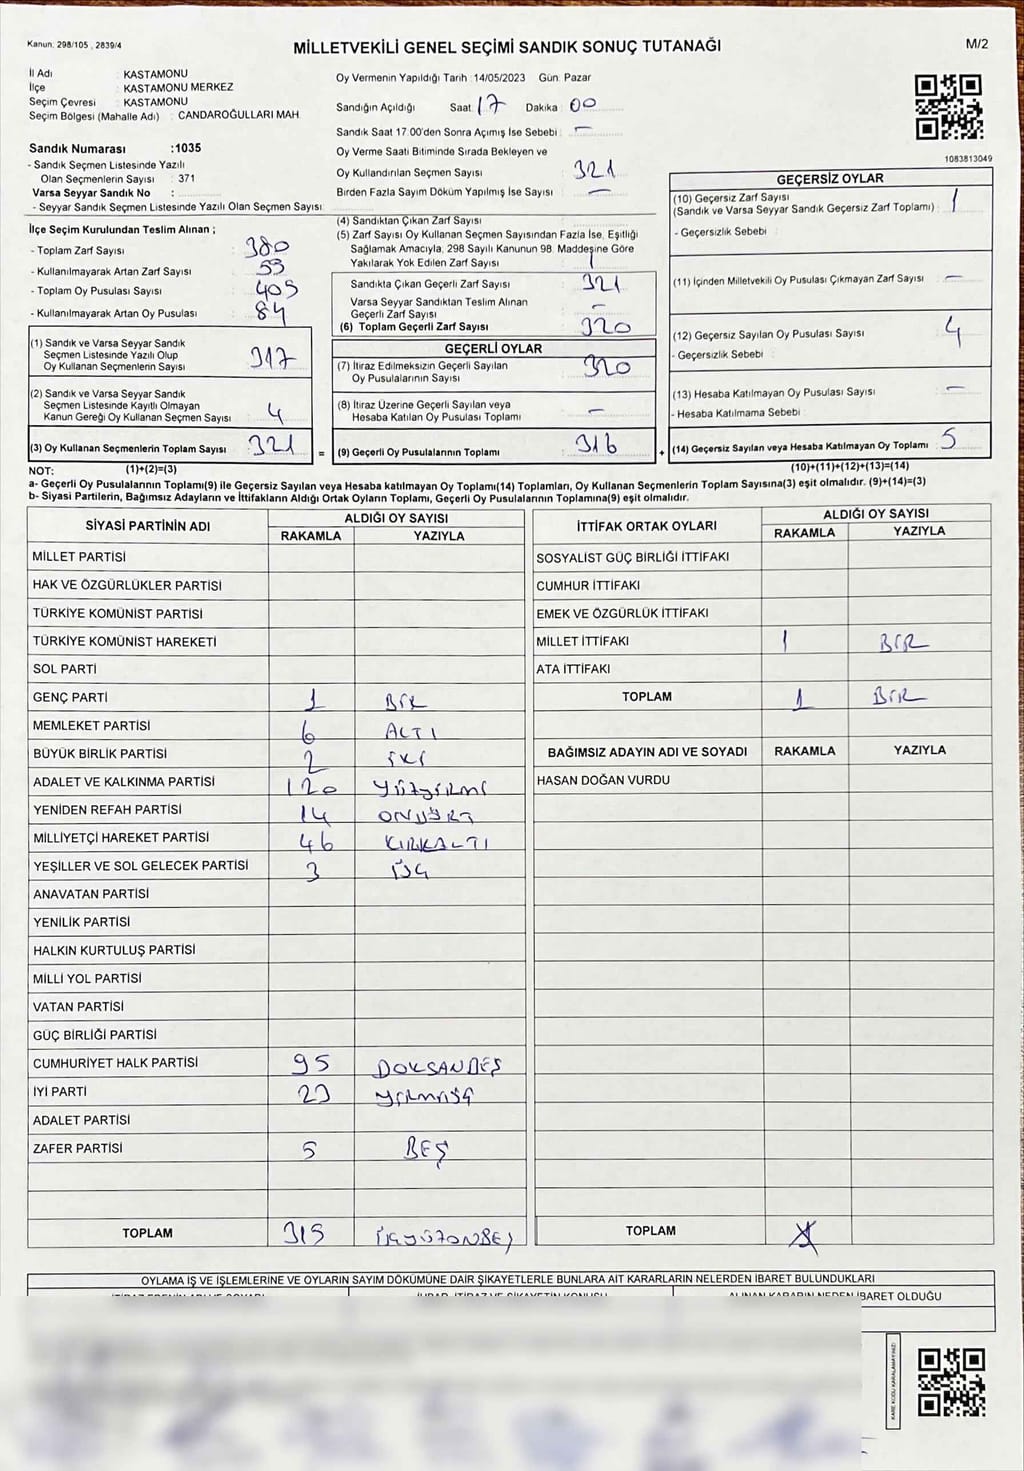 Kanun: 298/105 , 2839/4
MİLLETVEKİLİ GENEL SEÇİMİ SANDIK SONUÇ TUTANAĞI
M/2
İl Adı : KASTAMONU
İlçe : KASTAMONU MERKEZ
Seçim Çevresi : KASTAMONU
Seçim Bölgesi (Mahalle Adı) : CANDAROĞULLARI MAH.
Sandık Numarası :1035
- Sandık Seçmen Listesinde Yazılı
Olan Seçmenlerin Sayısı : 371
Varsa Seyyar Sandık No :
- Seyyar Sandık Seçmen Listesinde Yazılı Olan Seçmen Sayısı:
İlçe Seçim Kurulundan Teslim Alınan ;
- Toplam Zarf Sayısı : 380
- Kullanılmayarak Artan Zarf Sayısı : 59
- Toplam Oy Pusulası Sayısı : 405
- Kullanılmayarak Artan Oy Pusulası : 84
(1) Sandık ve Varsa Seyyar Sandık
Seçmen Listesinde Yazılı Olup
Oy Kullanan Seçmenlerin Sayısı : 317
(2) Sandık ve Varsa Seyyar Sandık
Seçmen Listesinde Kayıtlı Olmayan
Kanun Gereği Oy Kullanan Seçmen Sayısı : 4
(3) Oy Kullanan Seçmenlerin Toplam Sayısı : 321
Oy Vermenin Yapıldığı Tarih :14/05/2023 Gün: Pazar
Sandığın Açıldığı Saat: 17 Dakika: 00
Sandık Saat 17:00'den Sonra Açımış İse Sebebi : —
Oy Verme Saati Bitiminde Sırada Bekleyen ve
Oy Kullandırılan Seçmen Sayısı : 321
Birden Fazla Sayım Döküm Yapılmış İse Sayısı : —
(4) Sandıktan Çıkan Zarf Sayısı :
(5) Zarf Sayısı Oy Kullanan Seçmen Sayısından Fazla İse, Eşitliği
Sağlamak Amacıyla, 298 Sayılı Kanunun 98. Maddesine Göre
Yakılarak Yok Edilen Zarf Sayısı : 1
Sandıkta Çıkan Geçerli Zarf Sayısı : 321
Varsa Seyyar Sandıktan Teslim Alınan
Geçerli Zarf Sayısı : —
(6) Toplam Geçerli Zarf Sayısı : 320
GEÇERLİ OYLAR
(7) İtiraz Edilmeksizin Geçerli Sayılan
Oy Pusulalarının Sayısı : 320
(8) İtiraz Üzerine Geçerli Sayılan veya
Hesaba Katılan Oy Pusulası Toplamı : —
= (9) Geçerli Oy Pusulalarının Toplamı : 316
1083813049
GEÇERSİZ OYLAR
(10) Geçersiz Zarf Sayısı
(Sandık ve Varsa Seyyar Sandık Geçersiz Zarf Toplamı) : 1
- Geçersiz Sebebi :
(11) İçinden Milletvekili Oy Pusulası Çıkmayan Zarf Sayısı : —
(12) Geçersiz Sayılan Oy Pusulası Sayısı : 4
- Geçersizlik Sebebi :
(13) Hesaba Katılmayan Oy Pusulası Sayısı : —
- Hesaba Katılmama Sebebi :
+ (14) Geçersiz Sayılan veya Hesaba Katılmayan Oy Toplamı : 5
NOT: (1)+(2)=(3)
(10)+(11)+(12)+(13)=(14)
a- Geçerli Oy Pusulalarının Toplamı(9) ile Geçersiz Sayılan veya Hesaba katılmayan Oy Toplamı(14) Toplamları, Oy Kullanan Seçmenlerin Toplam Sayısına(3) eşit olmalıdır. (9)+(14)=(3)
b- Siyasi Partilerin, Bağımsız Adayların ve İttifakların Aldığı Ortak Oyların Toplamı, Geçerli Oy Pusulalarının Toplamına(9) eşit olmalıdır.
SİYASİ PARTİNİN ADI ALDIĞI OY SAYISI
RAKAMLA YAZIYLA
MİLLET PARTİSİ
HAK VE ÖZGÜRLÜKLER PARTİSİ
TÜRKİYE KOMÜNİST PARTİSİ
TÜRKİYE KOMÜNİST HAREKETİ
SOL PARTİ
GENÇ PARTİ 1 BİR
MEMLEKET PARTİSİ 6 ALTI
BÜYÜK BİRLİK PARTİSİ 2 İKİ
ADALET VE KALKINMA PARTİSİ 120 YÜZYİRMİ
YENİDEN REFAH PARTİSİ 14 ONDÖRT
MİLLİYETÇİ HAREKET PARTİSİ 46 KIRKALTI
YEŞİLLER VE SOL GELECEK PARTİSİ 3 ÜÇ
ANAVATAN PARTİSİ
YENİLİK PARTİSİ
HALKIN KURTULUŞ PARTİSİ
MİLLİ YOL PARTİSİ
VATAN PARTİSİ
GÜÇ BİRLİĞİ PARTİSİ
CUMHURİYET HALK PARTİSİ 95 DOKSANBEŞ
İYİ PARTİ 23 YİRMİÜÇ
ADALET PARTİSİ
ZAFER PARTİSİ 5 BEŞ
TOPLAM 315 ÜÇYÜZONBEŞ
İTTİFAK ORTAK OYLARI ALDIĞI OY SAYISI
RAKAMLA YAZIYLA
SOSYALİST GÜÇ BİRLİĞİ İTTİFAKI
CUMHUR İTTİFAKI
EMEK VE ÖZGÜRLÜK İTTİFAKI
MİLLET İTTİFAKI 1 BİR
ATA İTTİFAKI
TOPLAM 1 BİR
BAĞIMSIZ ADAYIN ADI VE SOYADI RAKAMLA YAZIYLA
HASAN DOĞAN VURDU
TOPLAM
OYLAMA İŞ VE İŞLEMLERİNE VE OYLARIN SAYIM DÖKÜMÜNE DAİR ŞİKAYETLERLE BUNLARA AİT KARARLARIN NELERDEN İBARET BULUNDUKLARI
ALINAN KARARIN NEDEN İBARET OLDUĞU
KARE KODU KARALAMAYINIZ!